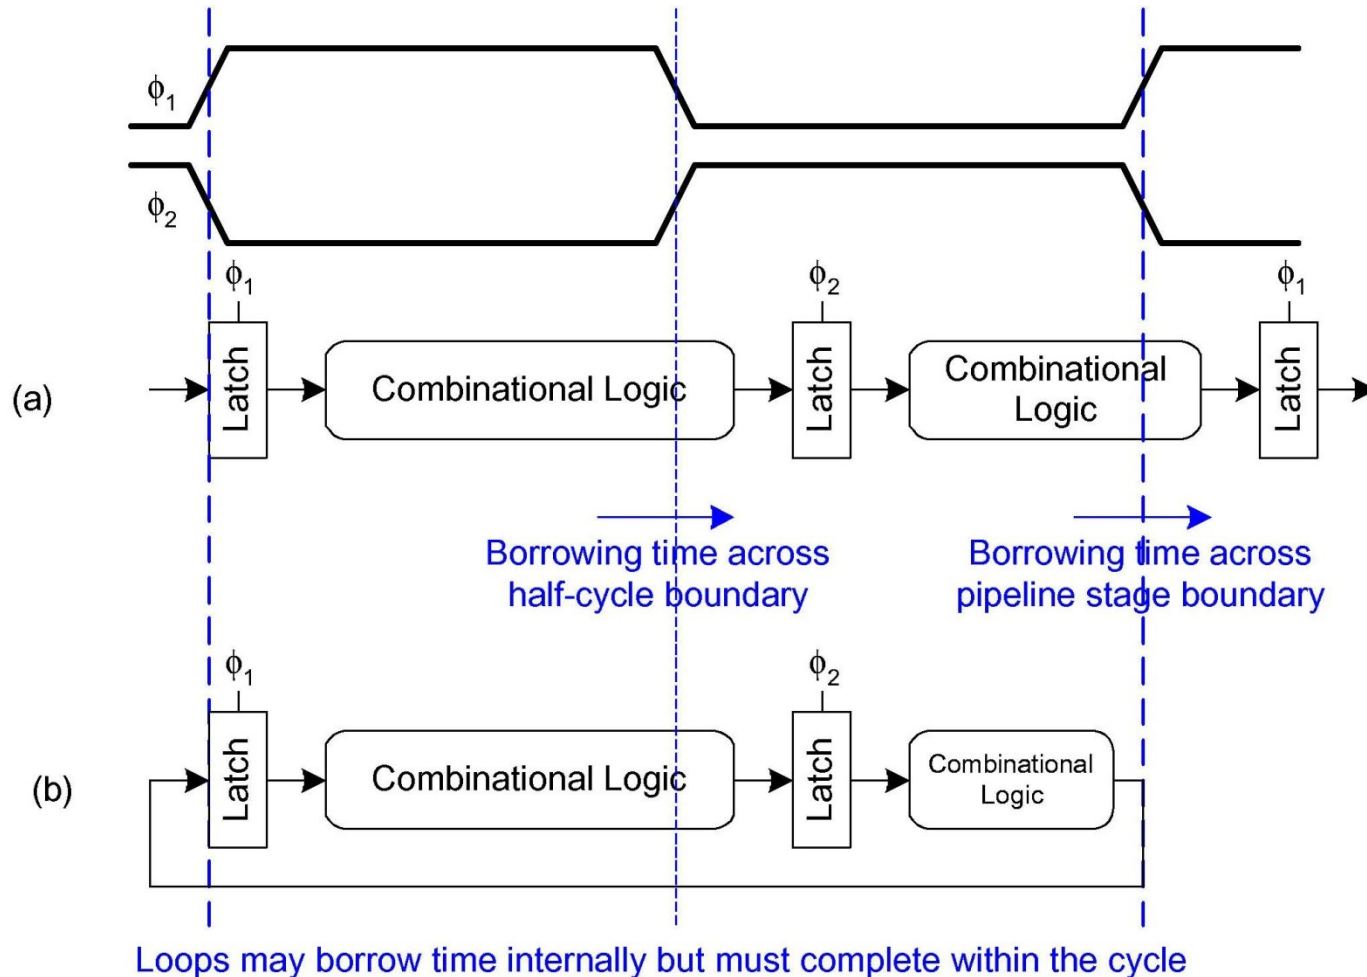 ϕ1
ϕ2
ϕ1
ϕ2
ϕ1
(a)
Latch
Combinational Logic
Latch
Combinational
Logic
Latch
Borrowing time across
half-cycle boundary
Borrowing time across
pipeline stage boundary
ϕ1
ϕ2
(b)
Latch
Combinational Logic
Latch
Combinational
Logic
Loops may borrow time internally but must complete within the cycle